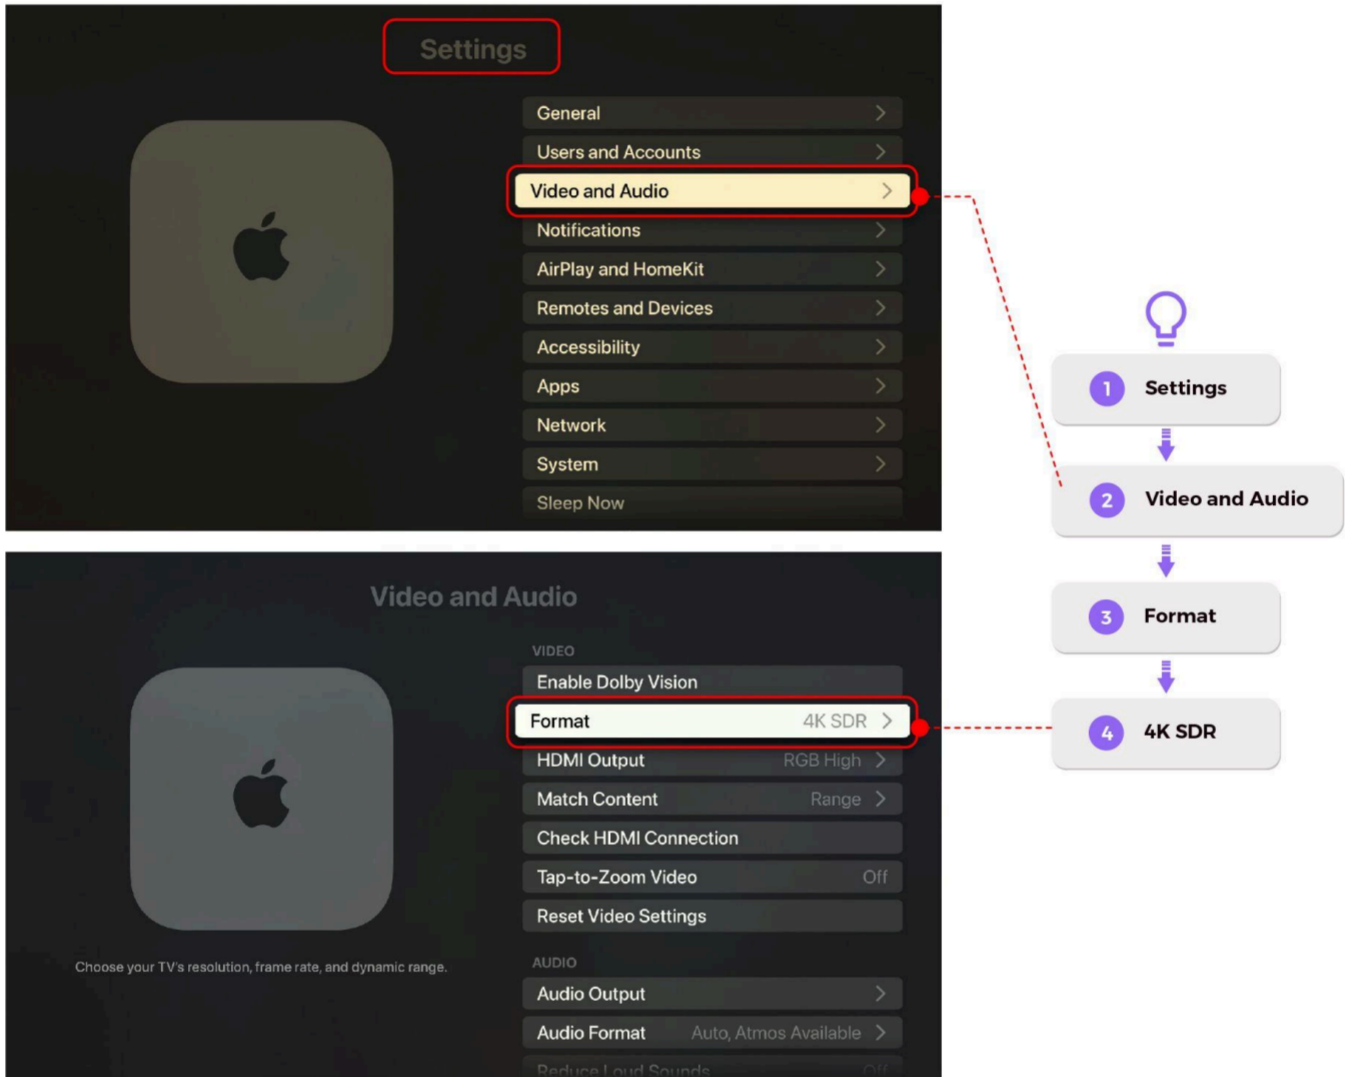 Settings
General
Users and Accounts
Video and Audio
Notifications
AirPlay and HomeKit
Remotes and Devices
Accessibility
Apps
Network
System
Sleep Now
Video and Audio
VIDEO
Enable Dolby Vision
Format 4K SDR
HDMI Output RGB High
Match Content Range
Check HDMI Connection
Tap-to-Zoom Video Off
Reset Video Settings
Choose your TV's resolution, frame rate, and dynamic range.
AUDIO
Audio Output
Audio Format Auto, Atmos Available
Reduce Loud Sounds Off
1 Settings
2 Video and Audio
3 Format
4 4K SDR